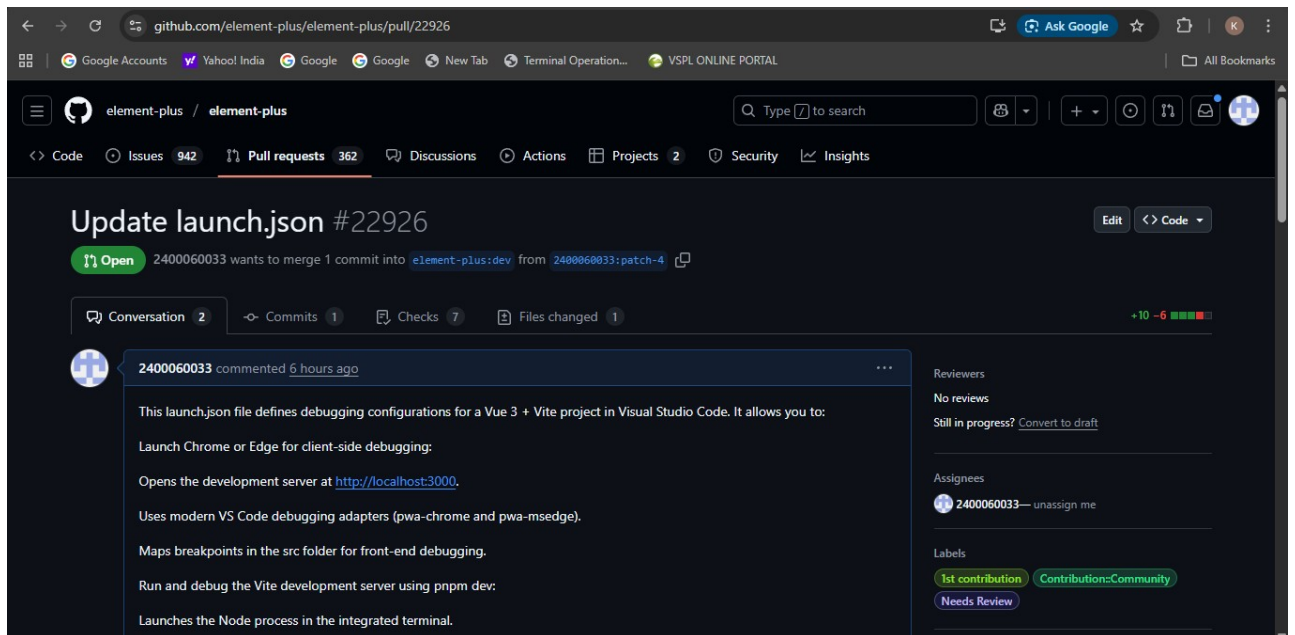 github.com/element-plus/element-plus/pull/22926
Ask Google
K
Google Accounts Yahoo! India Google Google New Tab Terminal Operation... VSPL ONLINE PORTAL All Bookmarks
element-plus / element-plus
Type / to search
Code Issues 942 Pull requests 362 Discussions Actions Projects 2 Security Insights
Update launch.json #22926
Edit <> Code
Open 2400060033 wants to merge 1 commit into element-plus:dev from 2400060033:patch-4
Conversation 2 Commits 1 Checks 7 Files changed 1 +10 −6
2400060033 commented 6 hours ago
This launch.json file defines debugging configurations for a Vue 3 + Vite project in Visual Studio Code. It allows you to:
Launch Chrome or Edge for client-side debugging:
Opens the development server at http://localhost:3000.
Uses modern VS Code debugging adapters (pwa-chrome and pwa-msedge).
Maps breakpoints in the src folder for front-end debugging.
Run and debug the Vite development server using pnpm dev:
Launches the Node process in the integrated terminal.
Reviewers
No reviews
Still in progress? Convert to draft
Assignees
2400060033— unassign me
Labels
1st contribution Contribution::Community
Needs Review